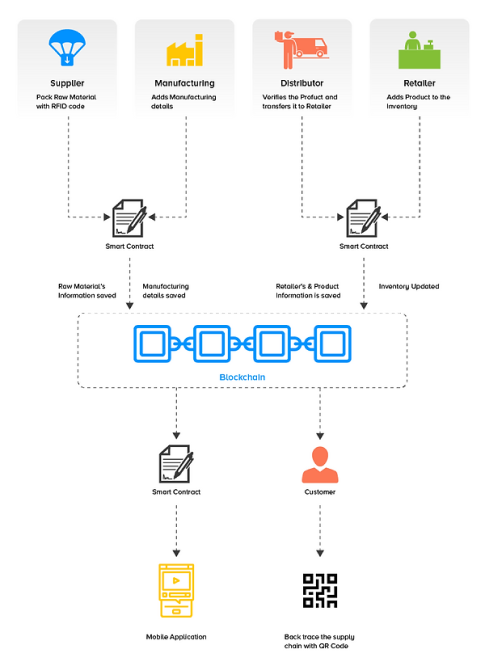 Supplier
Pack Raw Material
with RFID code
Manufacturing
Adds Manufacturing
details
Distributor
Verifies the Product and
transfers it to Retailer
Retailer
Adds Product to the
Inventory
Smart Contract
Smart Contract
Raw Material's
Information saved
Manufacturing
details saved
Retailer's & Product
Information is saved
Inventory Updated
Blockchain
Smart Contract
Customer
Mobile Application
Back trace the supply
chain with QR Code